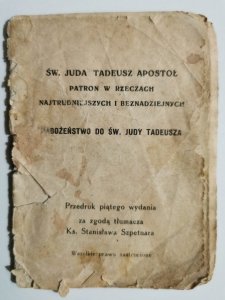 ŚW. JUDA TADEUSZ APOSTOŁ
PATRON W RZECZACH
NAJTRUDNIEJSZYCH I BEZNADZIEJNYCH
NABOŻEŃSTWO DO ŚW. JUDY TADEUSZA
Przedruk piątego wydania
za zgodą tłumacza
Ks. Stanisława Szpetnara
Wszelkie prawa zastrzeżone